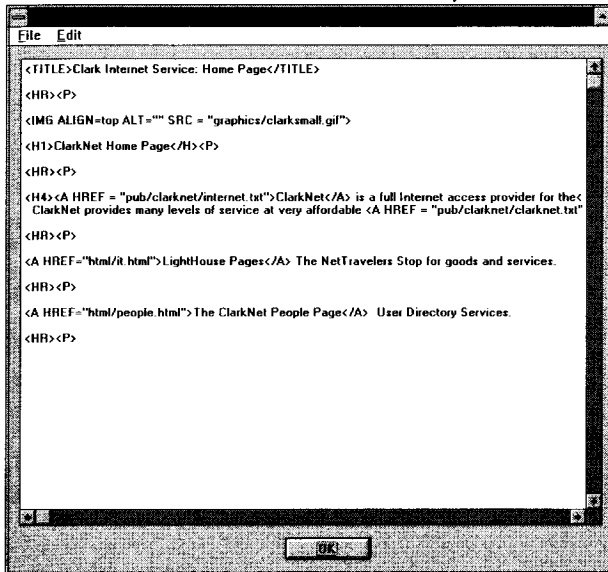 File Edit
<TITLE>Clark Internet Service: Home Page</TITLE>
<HR><P>
<IMG ALIGN=top ALT="" SRC = "graphics/clarksmall.gif">
<H1>ClarkNet Home Page</H><P>
<HR><P>
<H4><A HREF = "pub/clarknet/internet.txt">ClarkNet</A> is a full Internet access provider for the<
ClarkNet provides many levels of service at very affordable <A HREF = "pub/clarknet/clarknet.txt"
<HR><P>
<A HREF="html/it.html">LightHouse Pages</A> The NetTravelers Stop for goods and services.
<HR><P>
<A HREF="html/people.html">The ClarkNet People Page</A> User Directory Services.
<HR><P>
OK